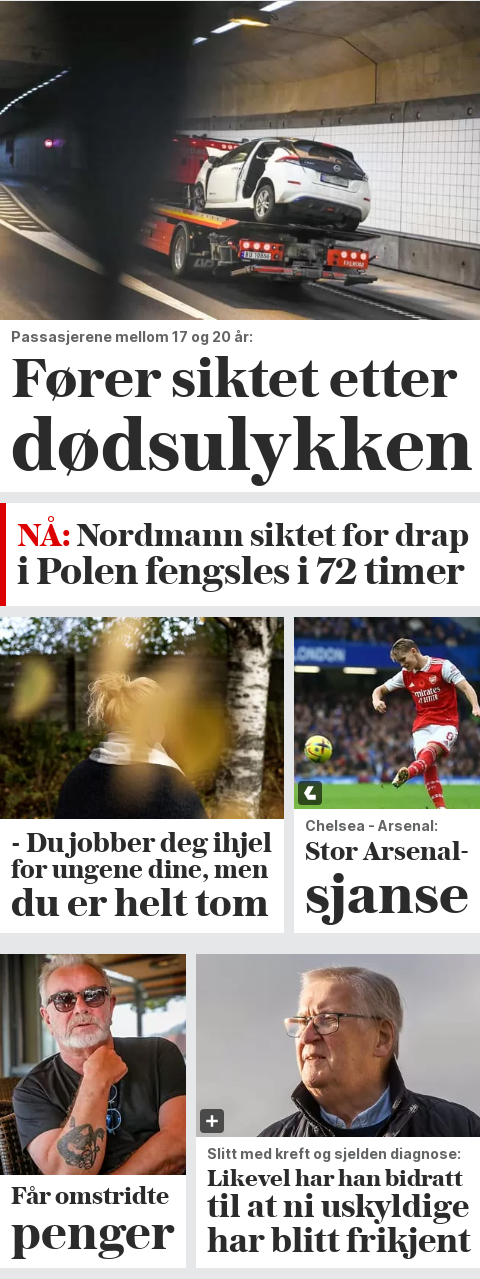 Passasjerene mellom 17 og 20 år:
Fører siktet etter
dødsulykken
NÅ: Nordmann siktet for drap
i Polen fengsles i 72 timer
LONDON
- Du jobber deg ihjel
for ungene dine, men
du er helt tom
Chelsea - Arsenal:
Stor Arsenal-
sjanse
Får omstridte
penger
Slitt med kreft og sjelden diagnose:
Likevel har han bidratt
til at ni uskyldige
har blitt frikjent